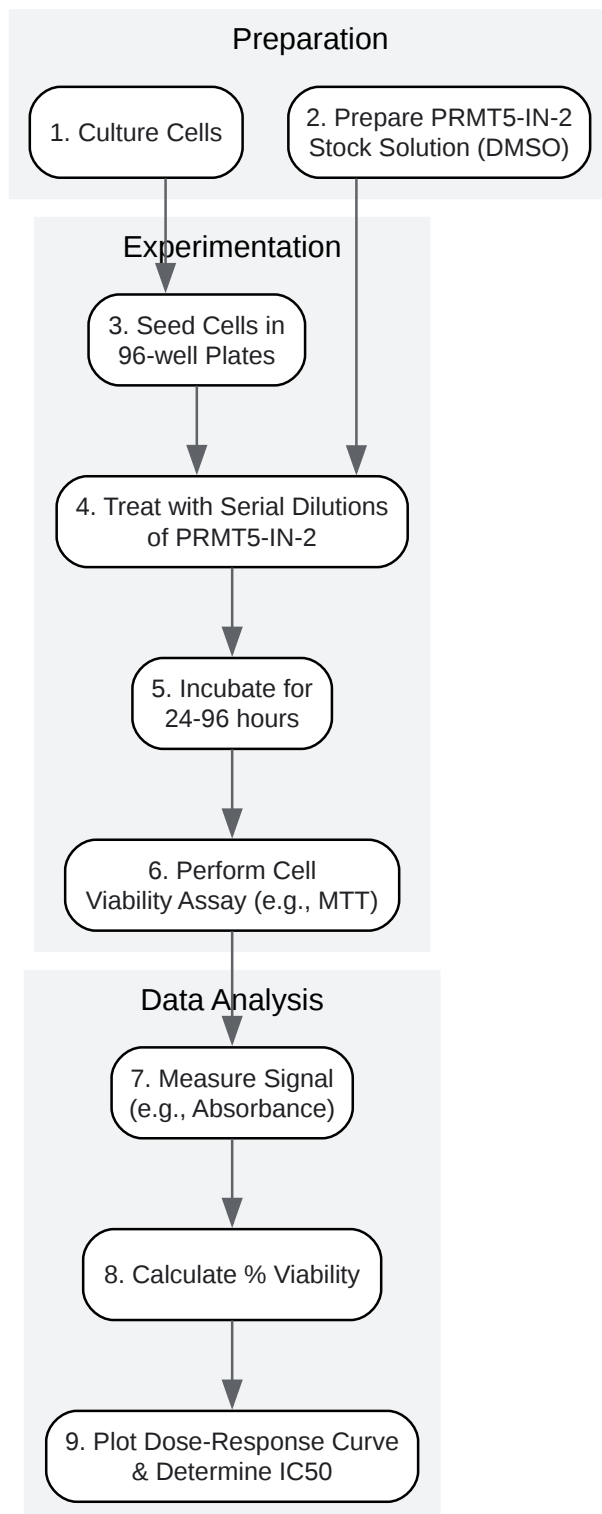 Preparation
1. Culture Cells
2. Prepare PRMT5-IN-2
Stock Solution (DMSO)
Experimentation
3. Seed Cells in
96-well Plates
4. Treat with Serial Dilutions
of PRMT5-IN-2
5. Incubate for
24-96 hours
6. Perform Cell
Viability Assay (e.g., MTT)
Data Analysis
7. Measure Signal
(e.g., Absorbance)
8. Calculate % Viability
9. Plot Dose-Response Curve
& Determine IC50